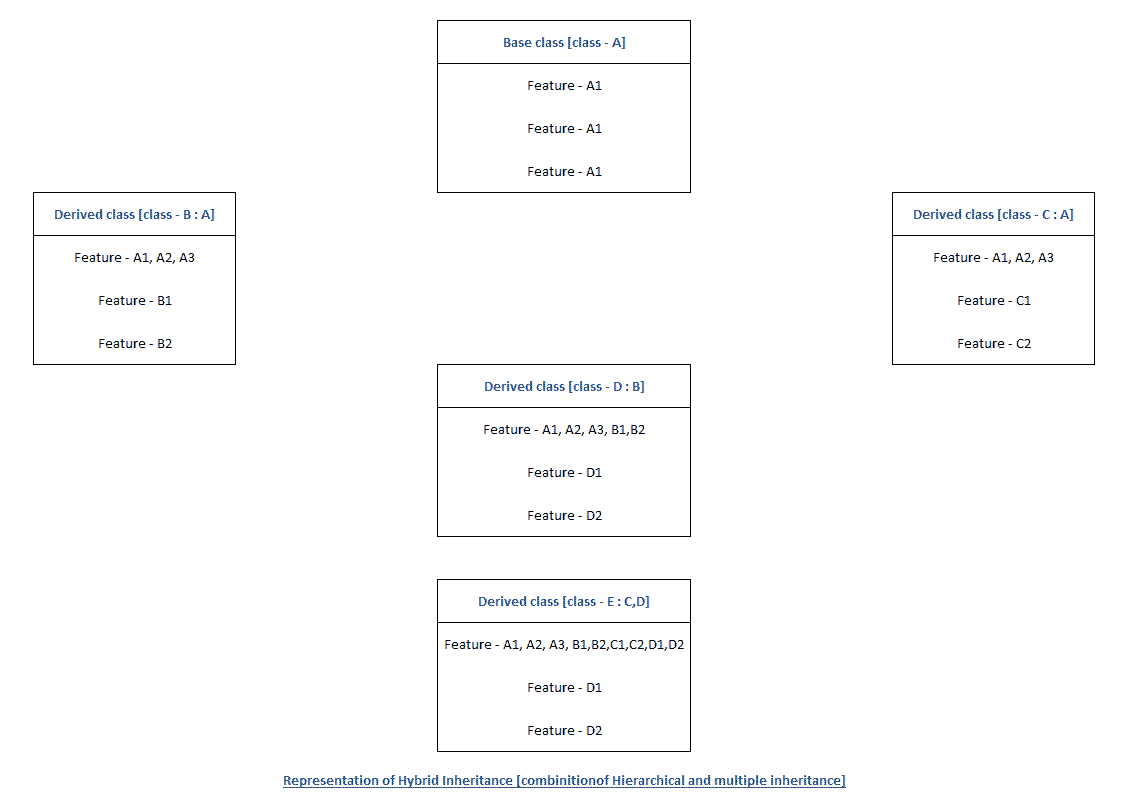 Base class [class - A]
Feature - A1
Feature - A1
Feature - A1
Derived class [class - B : A]
Feature - A1, A2, A3
Feature - B1
Feature - B2
Derived class [class - C : A]
Feature - A1, A2, A3
Feature - C1
Feature - C2
Derived class [class - D : B]
Feature - A1, A2, A3, B1,B2
Feature - D1
Feature - D2
Derived class [class - E : C,D]
Feature - A1, A2, A3, B1,B2,C1,C2,D1,D2
Feature - D1
Feature - D2
Representation of Hybrid Inheritance [combinitionof Hierarchical and multiple inheritance]